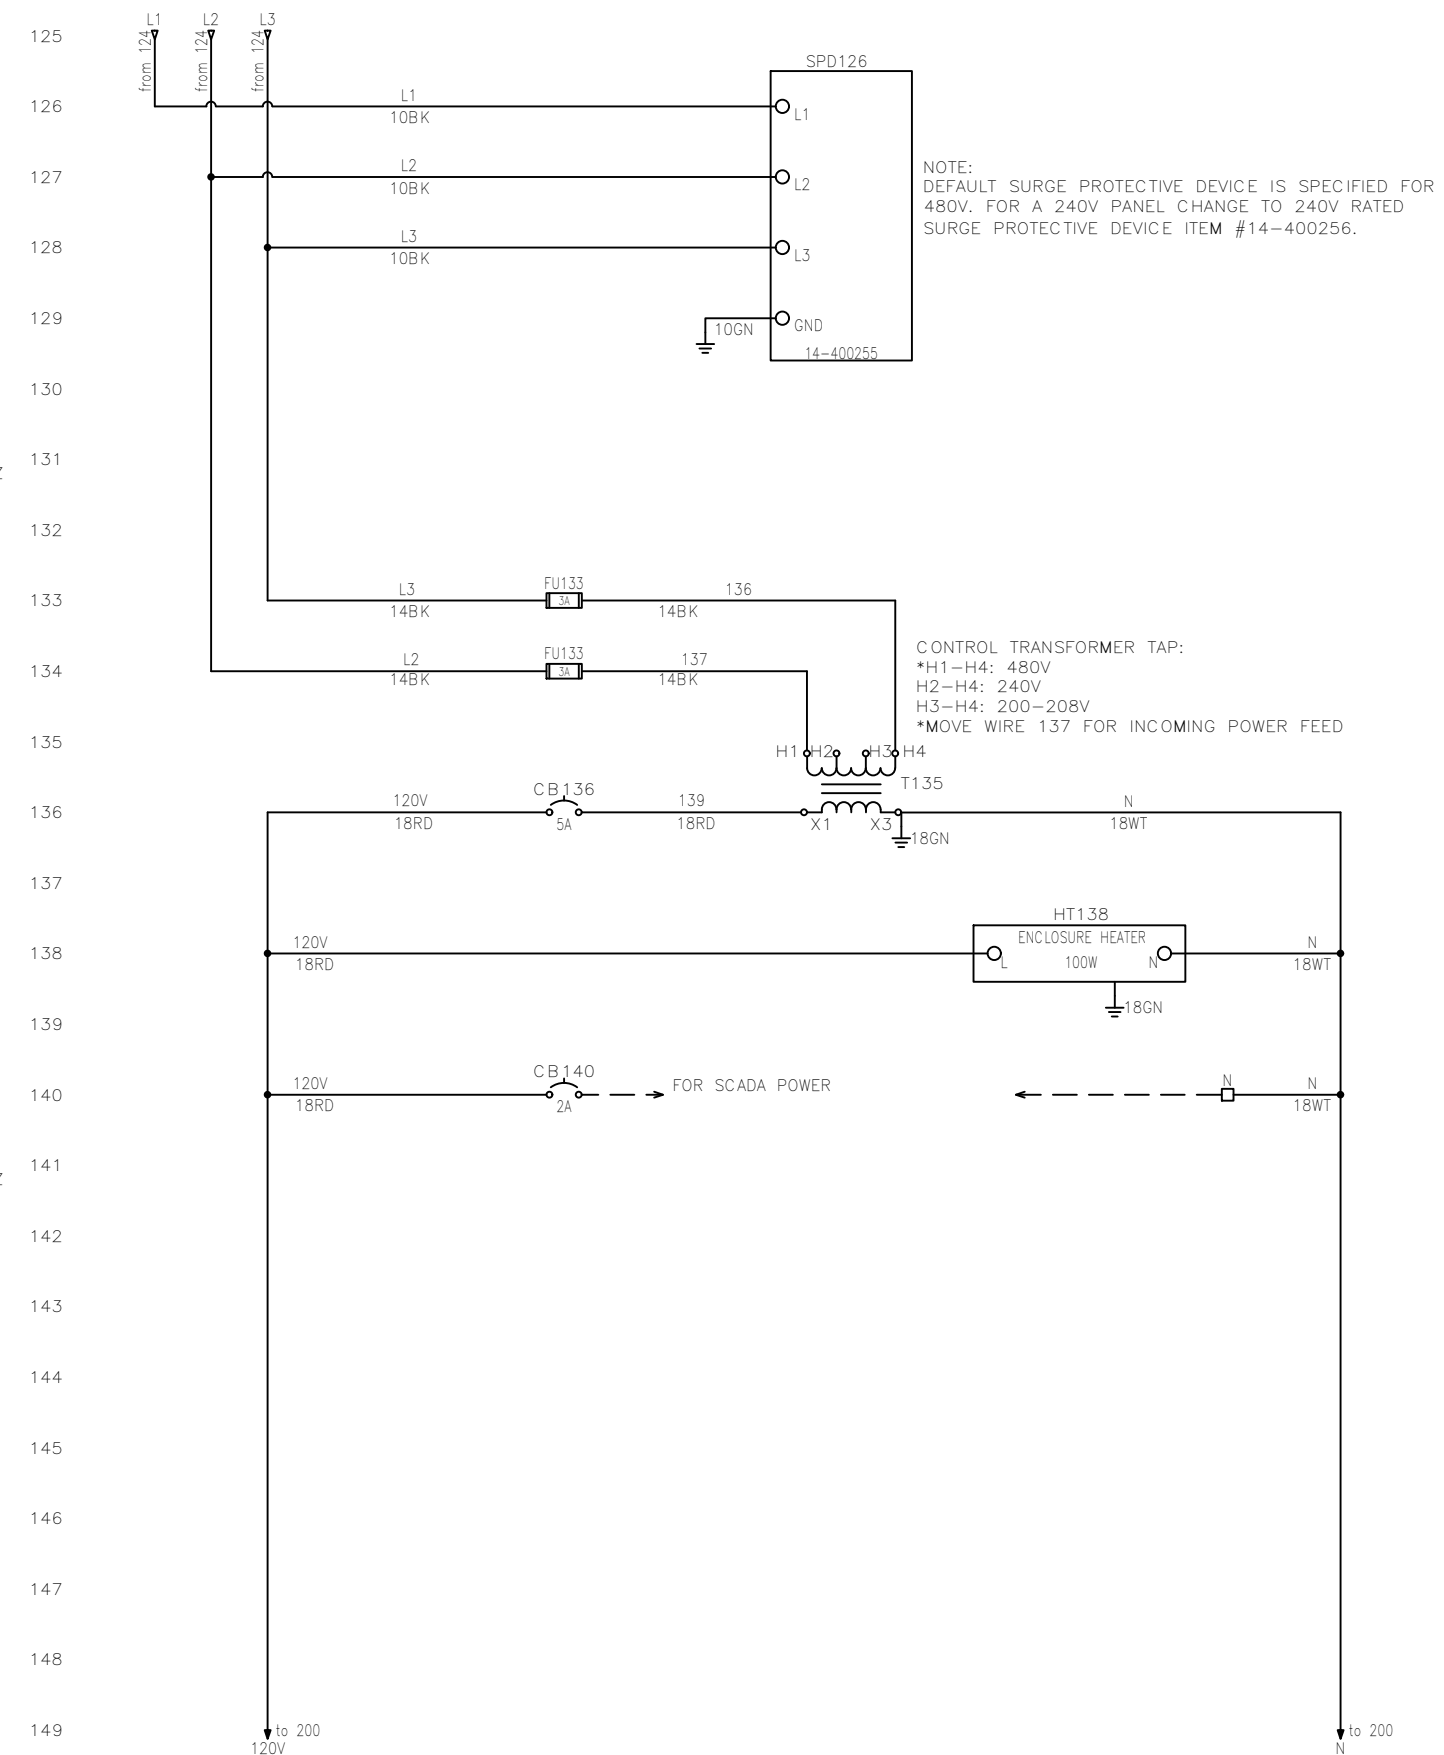 L1 L2 L3
125
from 124 from 124 from 124
SPD126
126 L1 L1
10BK
127 L2 L2
10BK
NOTE:
DEFAULT SURGE PROTECTIVE DEVICE IS SPECIFIED FOR
480V. FOR A 240V PANEL CHANGE TO 240V RATED
SURGE PROTECTIVE DEVICE ITEM #14-400256.
128 L3 L3
10BK
129 10GN GND
14-400255
130
131
Z
132
133 L3 FU133 3A 136
14BK 14BK
134 L2 FU133 3A 137
14BK 14BK
CONTROL TRANSFORMER TAP:
*H1-H4: 480V
H2-H4: 240V
H3-H4: 200-208V
*MOVE WIRE 137 FOR INCOMING POWER FEED
135 H1 H2 H3 H4
T135
136 120V CB136 139 N
18RD 5A 18RD X1 X3 18WT
18GN
137
HT138
ENCLOSURE HEATER
138 120V L 100W N N
18RD 18WT
139 18GN
140 120V CB140 FOR SCADA POWER N N
18RD 2A 18WT
141
Z
142
143
144
145
146
147
148
149 to 200 to 200
120V N